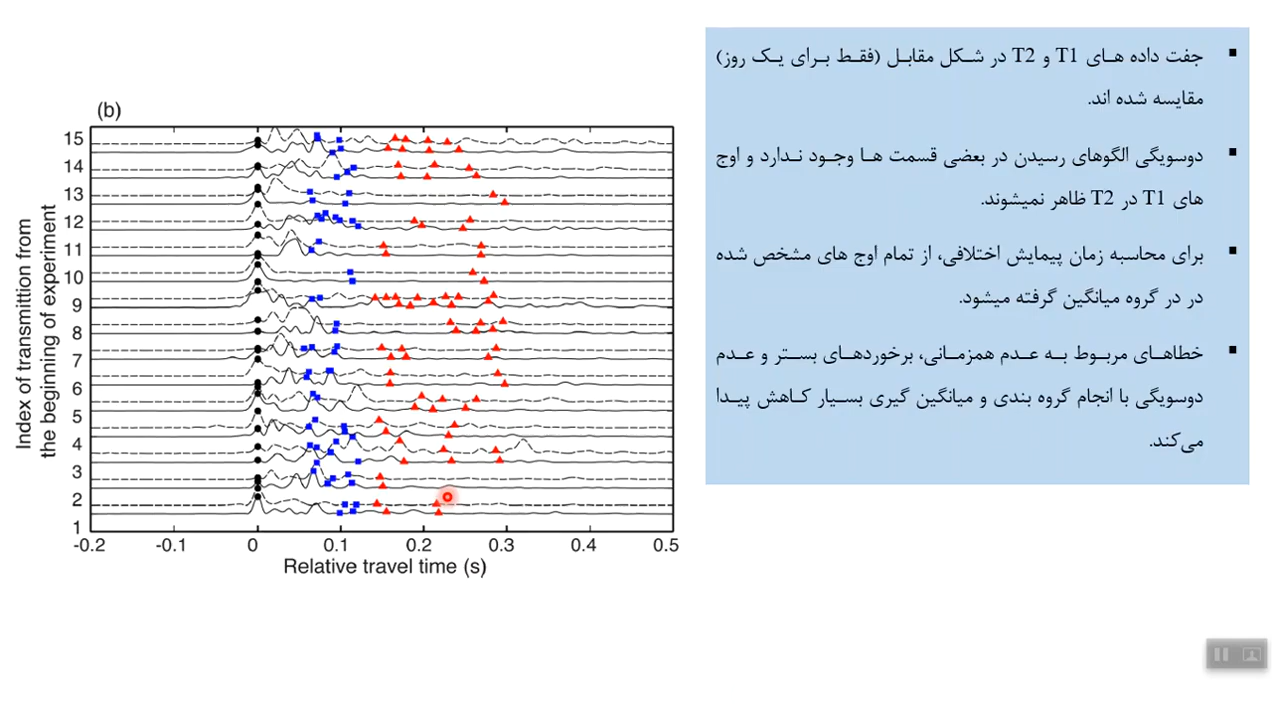 (b)
15
14
13
12
11
10
9
8
7
6
5
4
3
2
1
Index of transmittion from
the beginning of experiment
-0.2 -0.1 0 0.1 0.2 0.3 0.4 0.5
Relative travel time (s)
▪ جفت داده های T1 و T2 در شکل مقابل (فقط برای یک روز)
مقایسه شده اند.
▪ دوسویگی الگوهای رسیدن در بعضی قسمت ها وجود ندارد و اوج
های T1 در T2 ظاهر نمیشوند.
▪ برای محاسبه زمان پیمایش اختلافی، از تمام اوج های مشخص شده
در در گروه میانگین گرفته میشود.
▪ خطاهای مربوط به عدم همزمانی، برخوردهای بستر و عدم
دوسویگی با انجام گروه بندی و میانگین گیری بسیار کاهش پیدا
می‌کند.